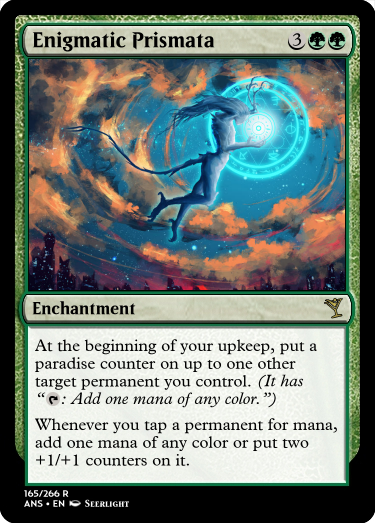 Enigmatic Prismata 3
Enchantment
At the beginning of your upkeep, put a
paradise counter on up to one other
target permanent you control. (It has
“: Add one mana of any color.”)
Whenever you tap a permanent for mana,
add one mana of any color or put two
+1/+1 counters on it.
165/266 R
ANS • EN Seerlight